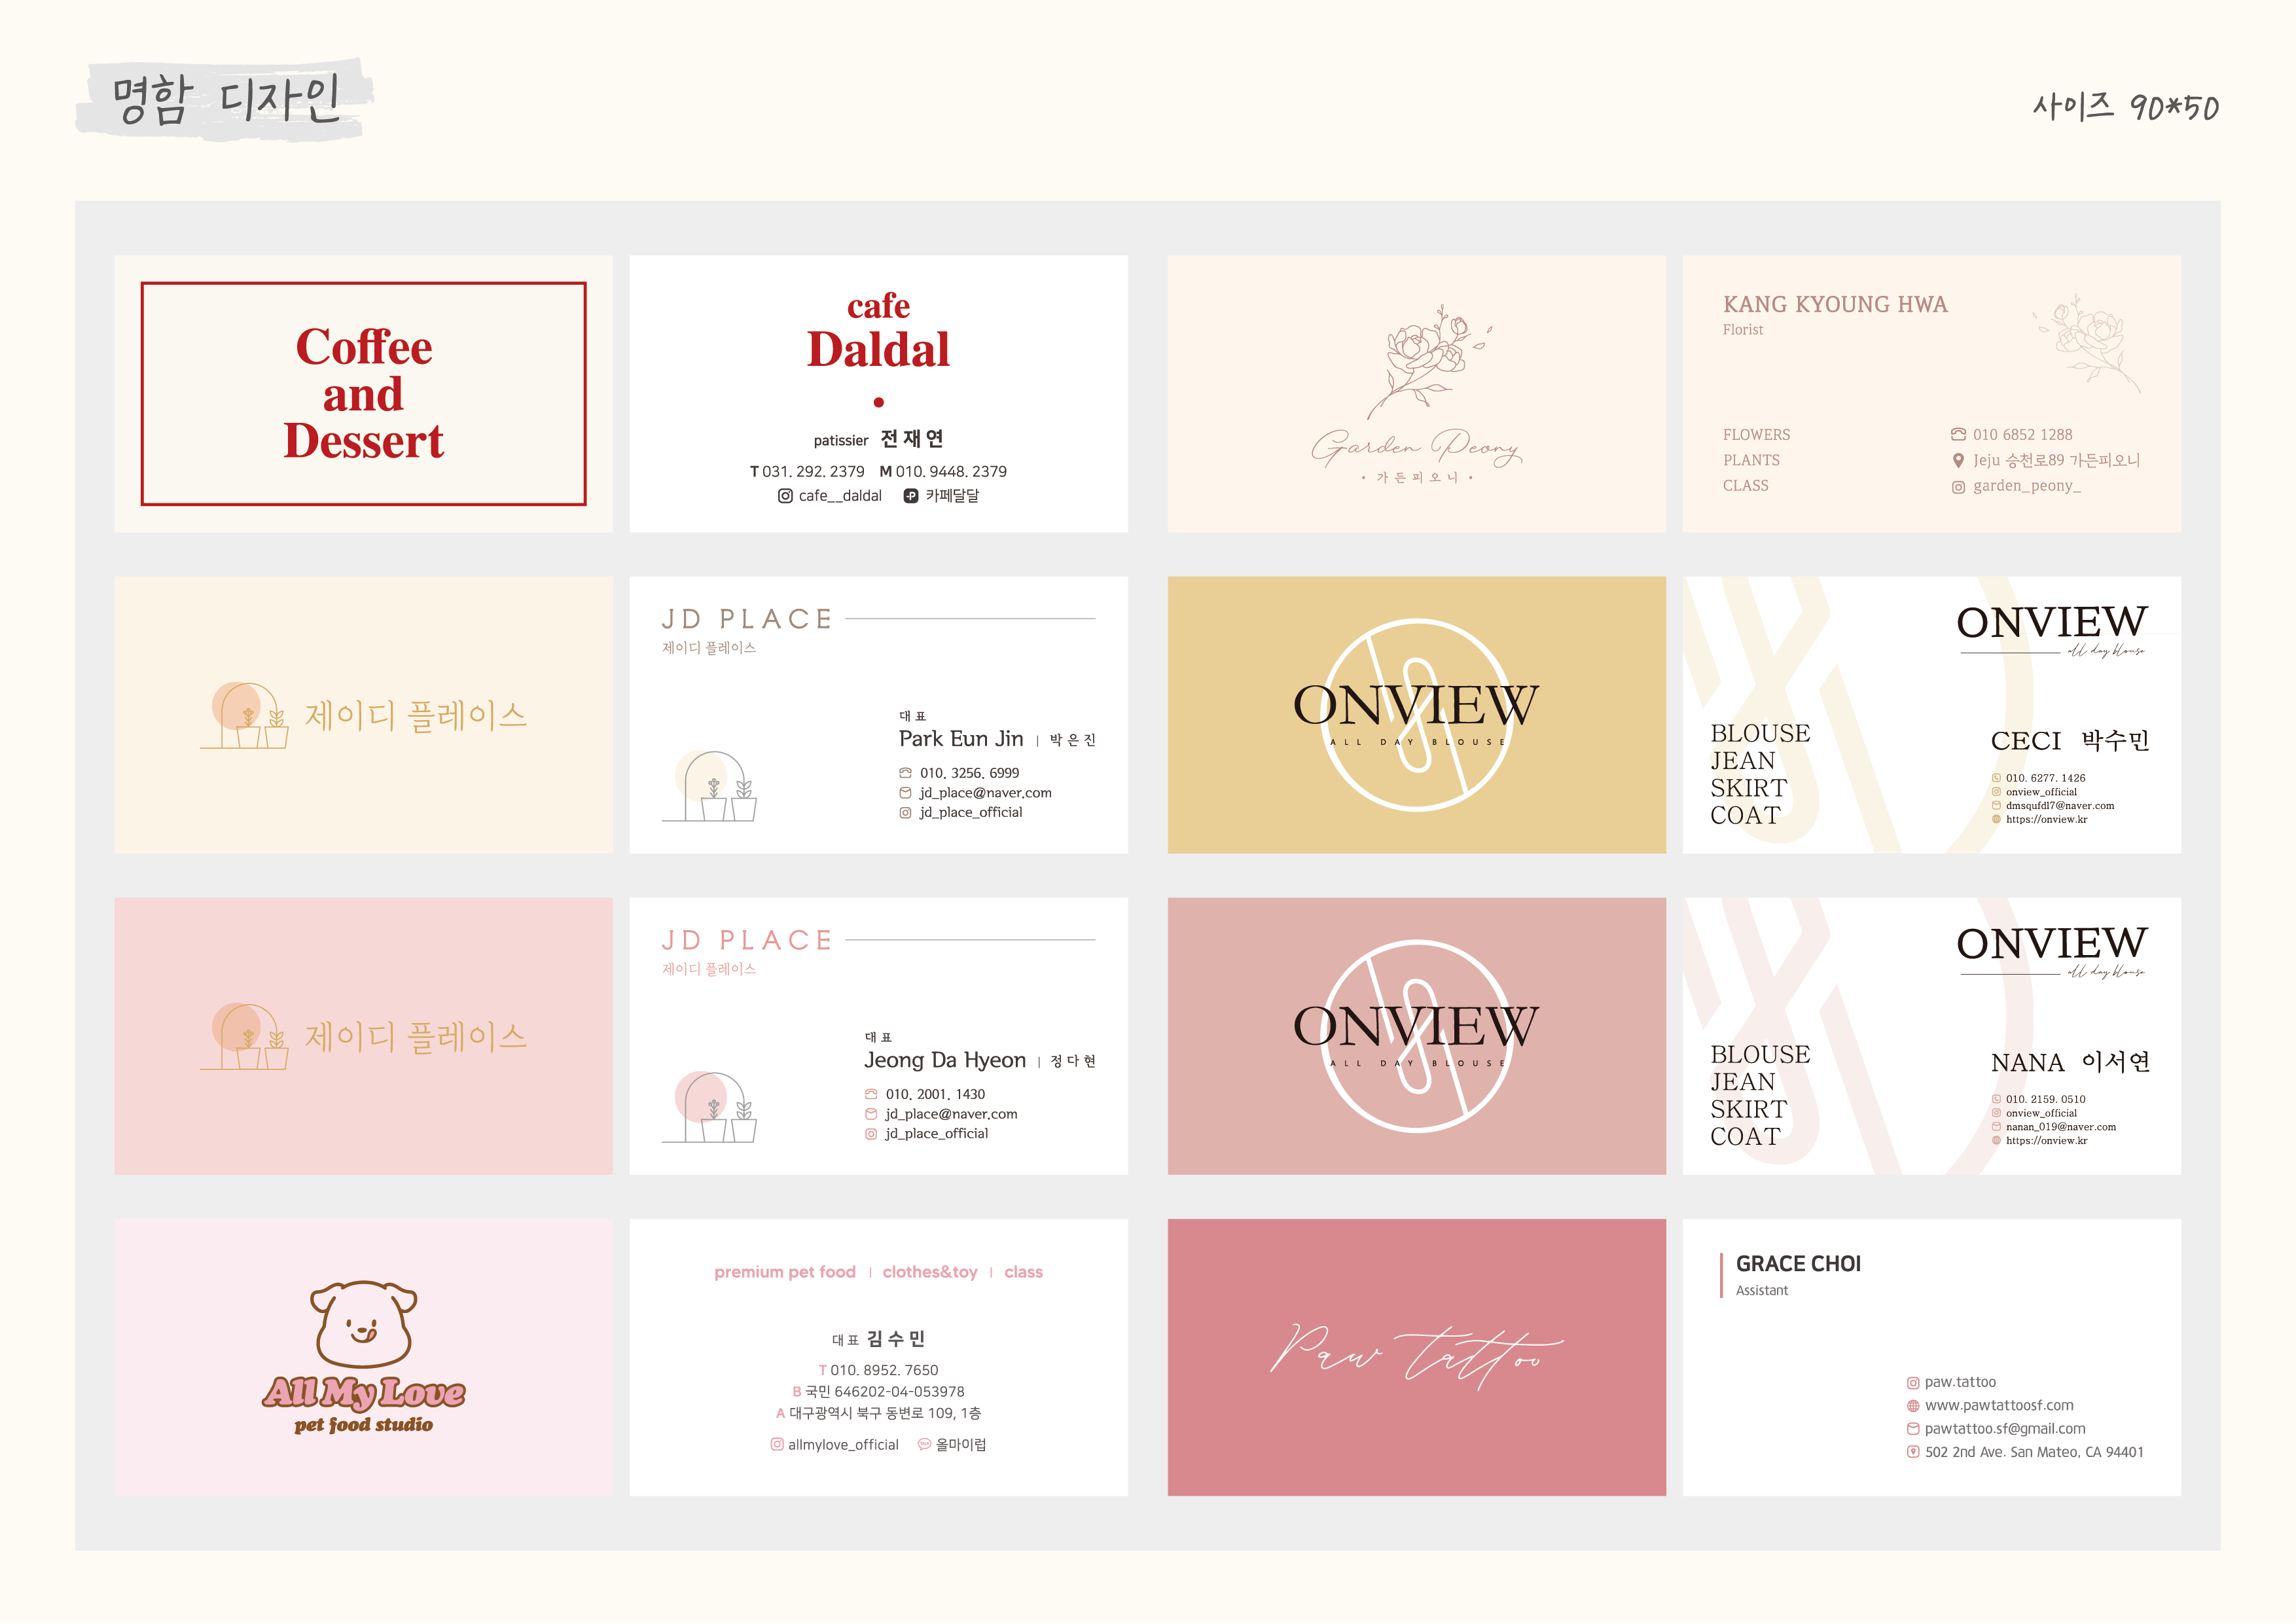 명함 디자인
사이즈 90*50
Coffee
and
Dessert
cafe
Daldal
patissier 전재연
T 031. 292. 2379 M 010. 9448. 2379
cafe__daldal 카페달달
Garden Peony
• 가든피오니 •
KANG KYOUNG HWA
Florist
FLOWERS
PLANTS
CLASS
010 6852 1288
Jeju 승천로89 가든피오니
garden_peony_
제이디 플레이스
JD PLACE
제이디 플레이스
대표
Park Eun Jin | 박은진
010. 3256. 6999
jd_place@naver.com
jd_place_official
ONVIEW
ALL DAY BLOUSE
ONVIEW
all day blouse
BLOUSE
JEAN
SKIRT
COAT
CECI 박수민
010. 6277. 1426
onview_official
dmsqufdl7@naver.com
https://onview.kr
제이디 플레이스
JD PLACE
제이디 플레이스
대표
Jeong Da Hyeon | 정다현
010. 2001. 1430
jd_place@naver.com
jd_place_official
ONVIEW
ALL DAY BLOUSE
ONVIEW
all day blouse
BLOUSE
JEAN
SKIRT
COAT
NANA 이서연
010. 2159. 0510
onview_official
nanan_019@naver.com
https://onview.kr
All My Love
pet food studio
premium pet food | clothes&toy | class
대표 김수민
T 010. 8952. 7650
B 국민 646202-04-053978
A 대구광역시 북구 동변로 109, 1층
allmylove_official 올마이럽
Paw tattoo
GRACE CHOI
Assistant
paw.tattoo
www.pawtattoosf.com
pawtattoo.sf@gmail.com
502 2nd Ave. San Mateo, CA 94401